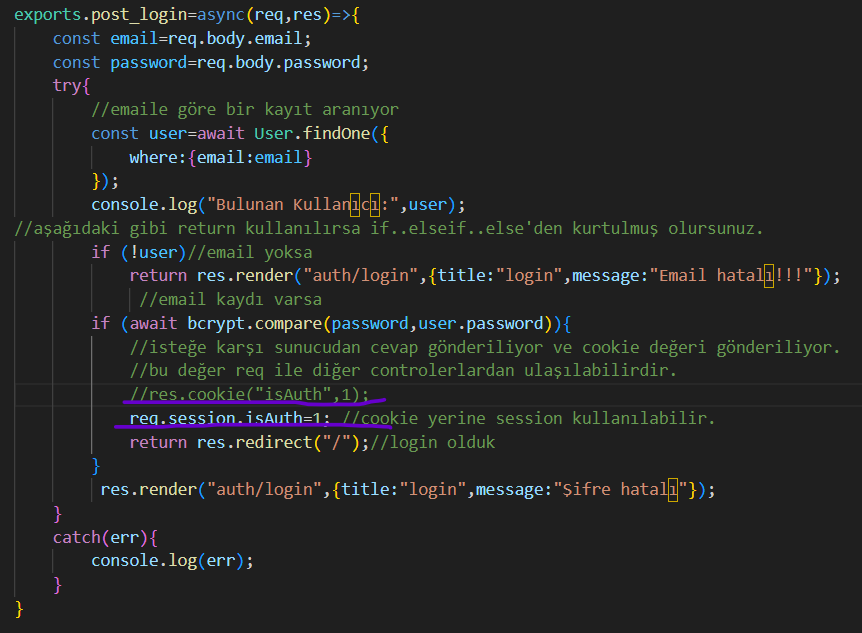 exports.post_login=async(req,res)=>{
const email=req.body.email;
const password=req.body.password;
try{
//emaile göre bir kayıt aranıyor
const user=await User.findOne({
where:{email:email}
});
console.log("Bulunan Kullanıcı:",user);
//aşağıdaki gibi return kullanılırsa if..elseif..else'den kurtulmuş olursunuz.
if (!user)//email yoksa
return res.render("auth/login",{title:"login",message:"Email hatalı!!!"});
//email kaydı varsa
if (await bcrypt.compare(password,user.password)){
//isteğe karşı sunucudan cevap gönderiliyor ve cookie değeri gönderiliyor.
//bu değer req ile diğer controlerlardan ulaşılabilirdir.
//res.cookie("isAuth",1);
req.session.isAuth=1; //cookie yerine session kullanılabilir.
return res.redirect("/");//login olduk
}
res.render("auth/login",{title:"login",message:"Şifre hatalı"});
}
catch(err){
console.log(err);
}
}